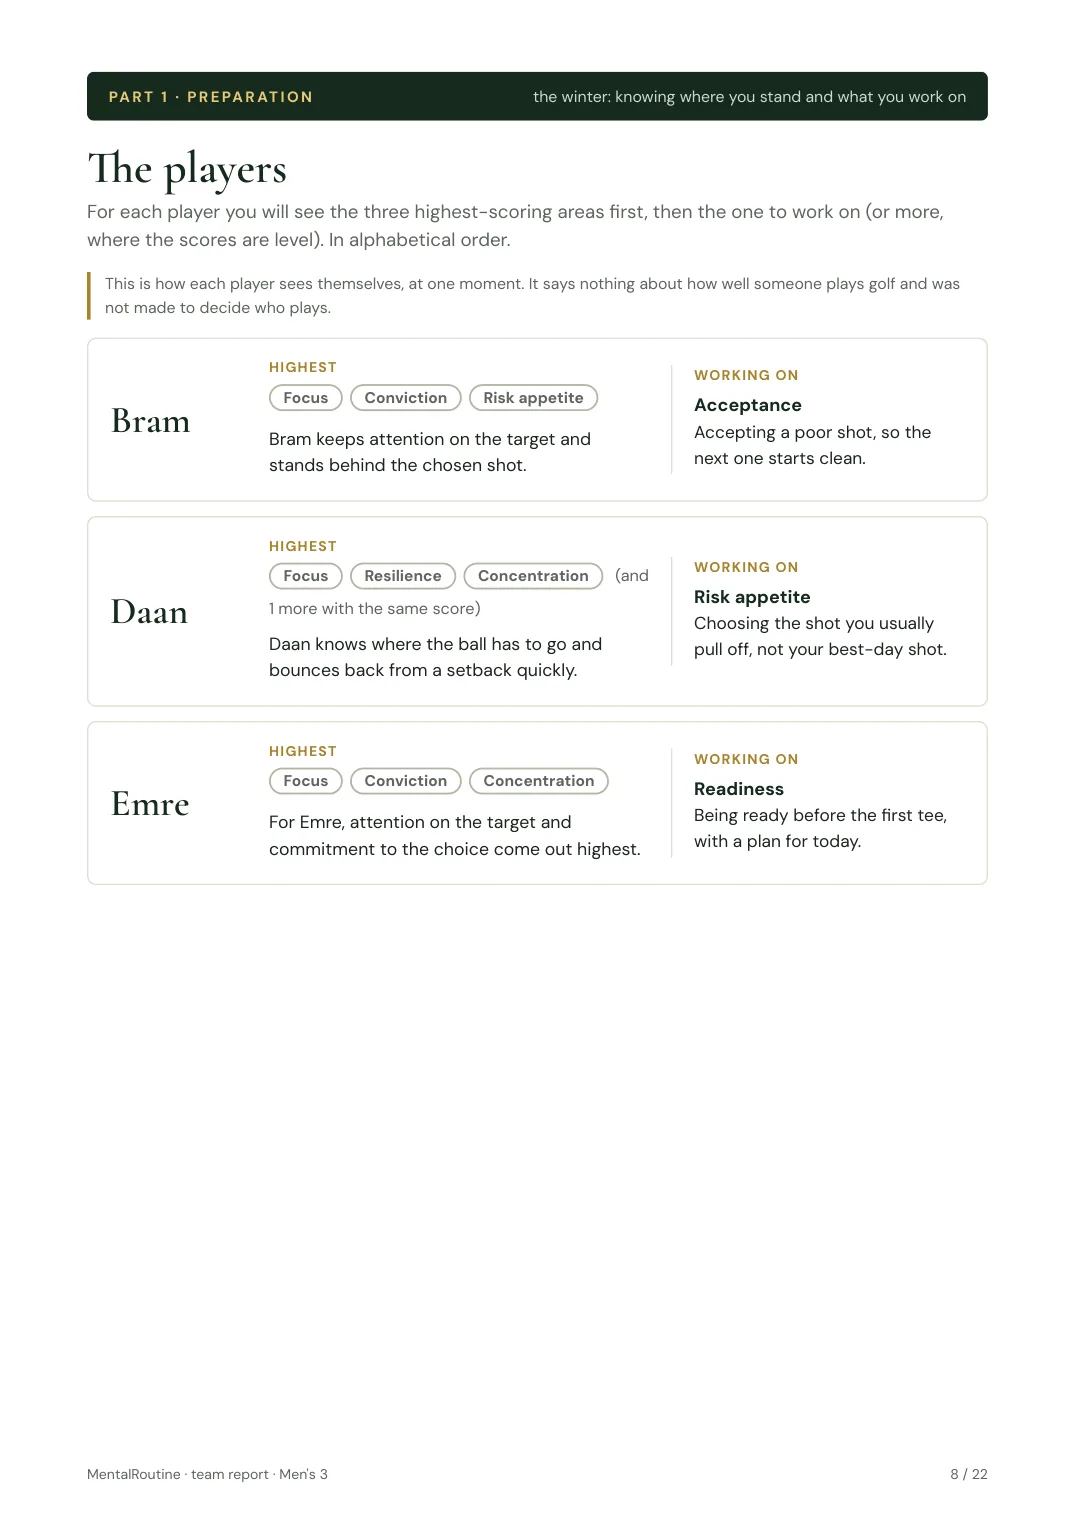 PART 1 · PREPARATION
the winter: knowing where you stand and what you work on
The players
For each player you will see the three highest-scoring areas first, then the one to work on (or more,
where the scores are level). In alphabetical order.
This is how each player sees themselves, at one moment. It says nothing about how well someone plays golf and was
not made to decide who plays.
Bram
HIGHEST
Focus Conviction Risk appetite
Bram keeps attention on the target and
stands behind the chosen shot.
WORKING ON
Acceptance
Accepting a poor shot, so the
next one starts clean.
Daan
HIGHEST
Focus Resilience Concentration (and
1 more with the same score)
Daan knows where the ball has to go and
bounces back from a setback quickly.
WORKING ON
Risk appetite
Choosing the shot you usually
pull off, not your best-day shot.
Emre
HIGHEST
Focus Conviction Concentration
For Emre, attention on the target and
commitment to the choice come out highest.
WORKING ON
Readiness
Being ready before the first tee,
with a plan for today.
MentalRoutine · team report · Men's 3
8 / 22